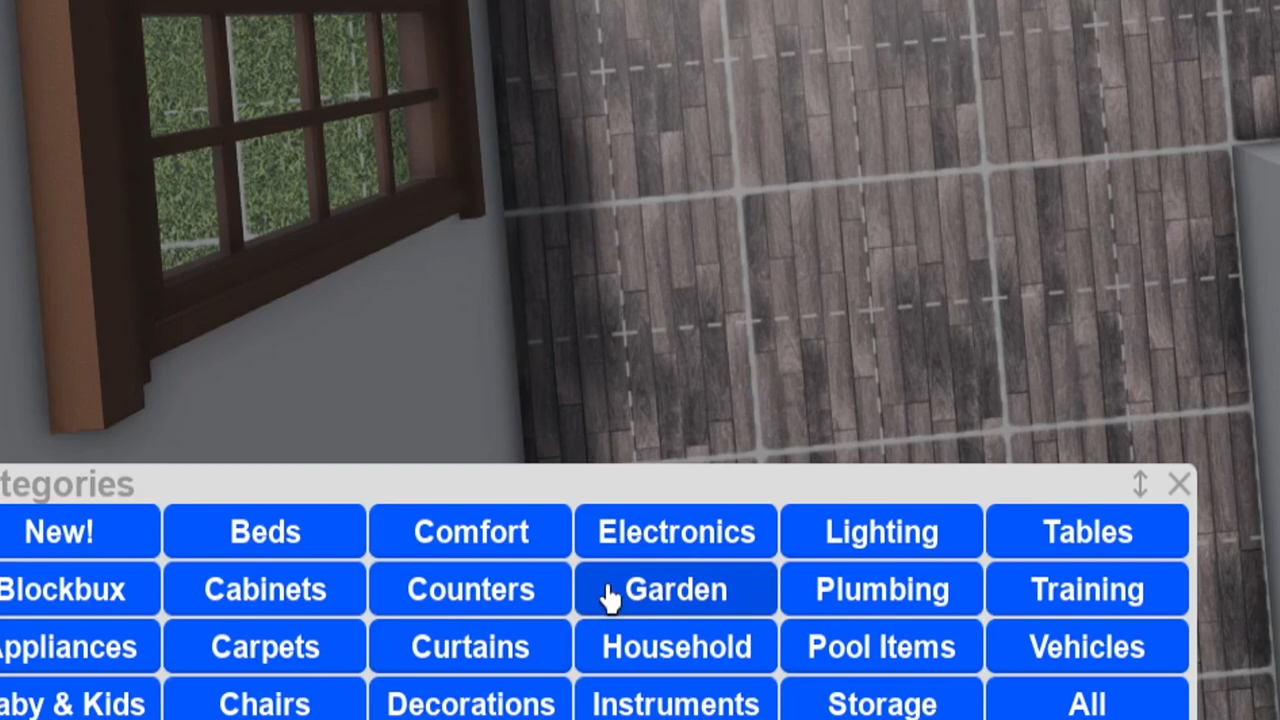 tegories
New! Beds Comfort Electronics Lighting Tables
Blockbux Cabinets Counters Garden Plumbing Training
ppliances Carpets Curtains Household Pool Items Vehicles
aby & Kids Chairs Decorations Instruments Storage All